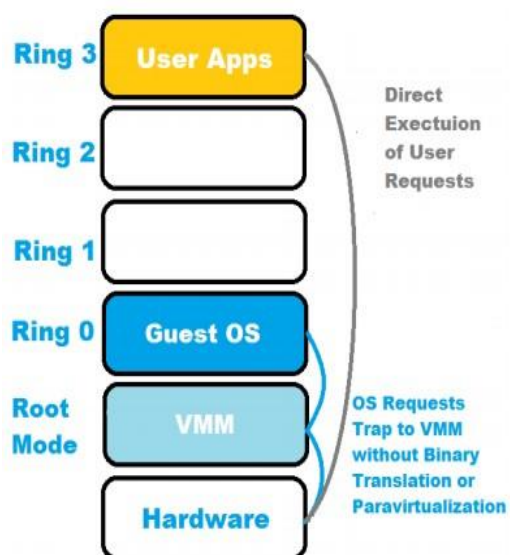 Ring 3
User Apps
Direct
Exectuion
of User
Requests
Ring 2
Ring 1
Ring 0
Guest OS
Root
Mode
VMM
OS Requests
Trap to VMM
without Binary
Translation or
Paravirtualization
Hardware